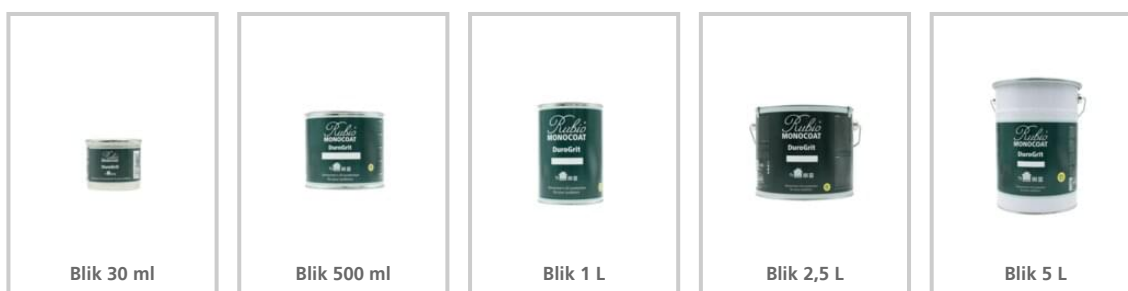 Rubio
MONOCOAT
DuroGrit
Rubio
MONOCOAT
DuroGrit
Rubio
MONOCOAT
DuroGrit
Rubio
MONOCOAT
DuroGrit
Rubio
MONOCOAT
DuroGrit
Blik 30 ml
Blik 500 ml
Blik 1 L
Blik 2,5 L
Blik 5 L